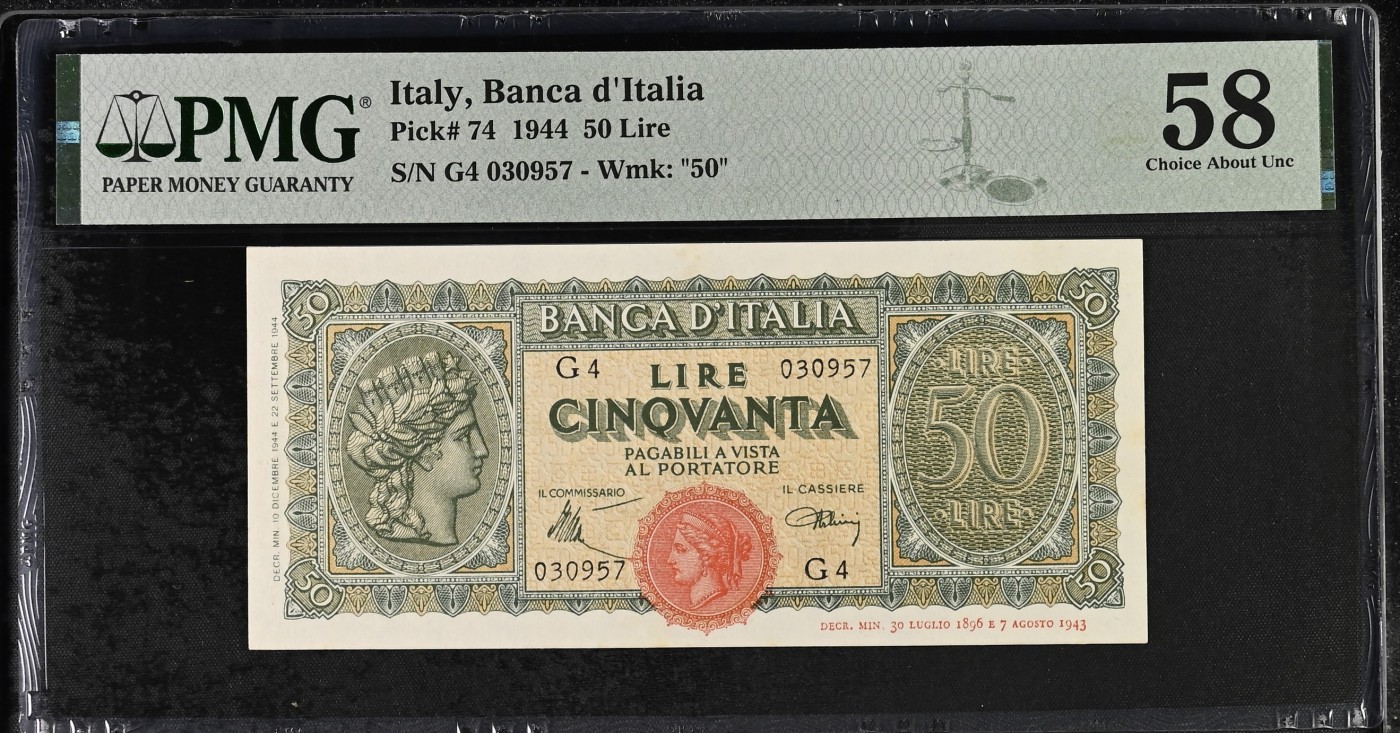 PMG®
PAPER MONEY GUARANTY
Italy, Banca d'Italia
Pick# 74 1944 50 Lire
S/N G4 030957 - Wmk: "50"
58
Choice About Unc
50
50
BANCA D'ITALIA
G4
030957
LIRE
CINQVANTA
PAGABILI A VISTA
AL PORTATORE
IL COMMISSARIO
IL CASSIERE
030957
G4
LIRE
50
LIRE
50
50
DECR. MIN. 10 DICEMBRE 1944 E 22 SETTEMBRE 1944
DECR. MIN. 30 LUGLIO 1896 E 7 AGOSTO 1943